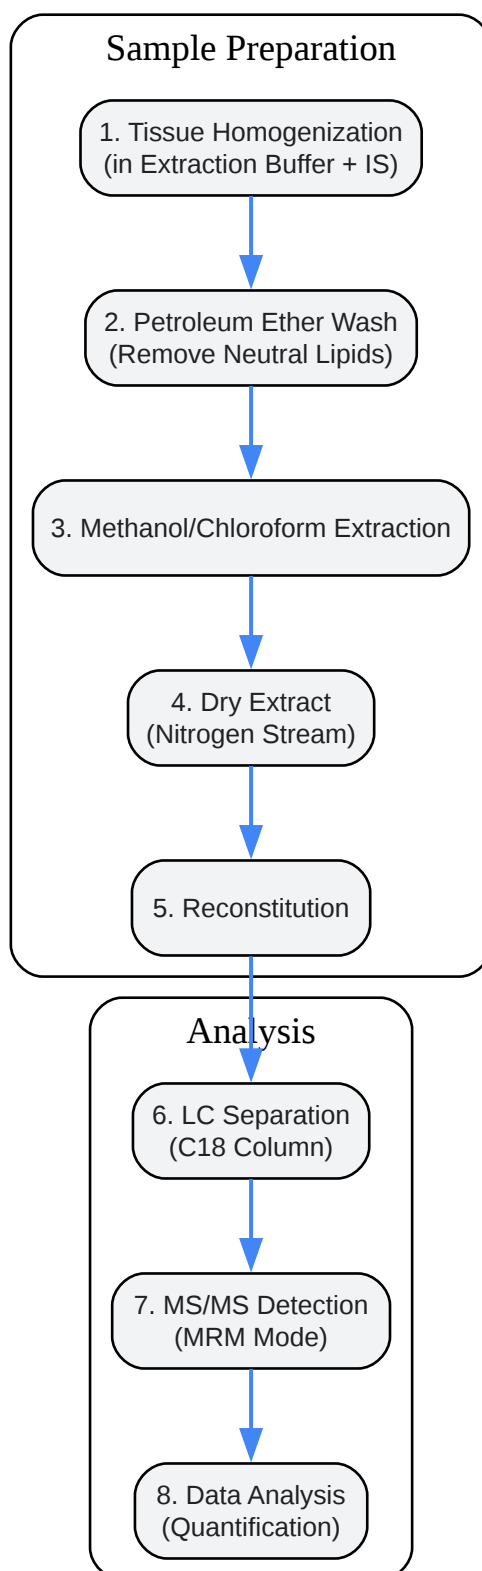 Sample Preparation
1. Tissue Homogenization
(in Extraction Buffer + IS)
2. Petroleum Ether Wash
(Remove Neutral Lipids)
3. Methanol/Chloroform Extraction
4. Dry Extract
(Nitrogen Stream)
5. Reconstitution
Analysis
6. LC Separation
(C18 Column)
7. MS/MS Detection
(MRM Mode)
8. Data Analysis
(Quantification)